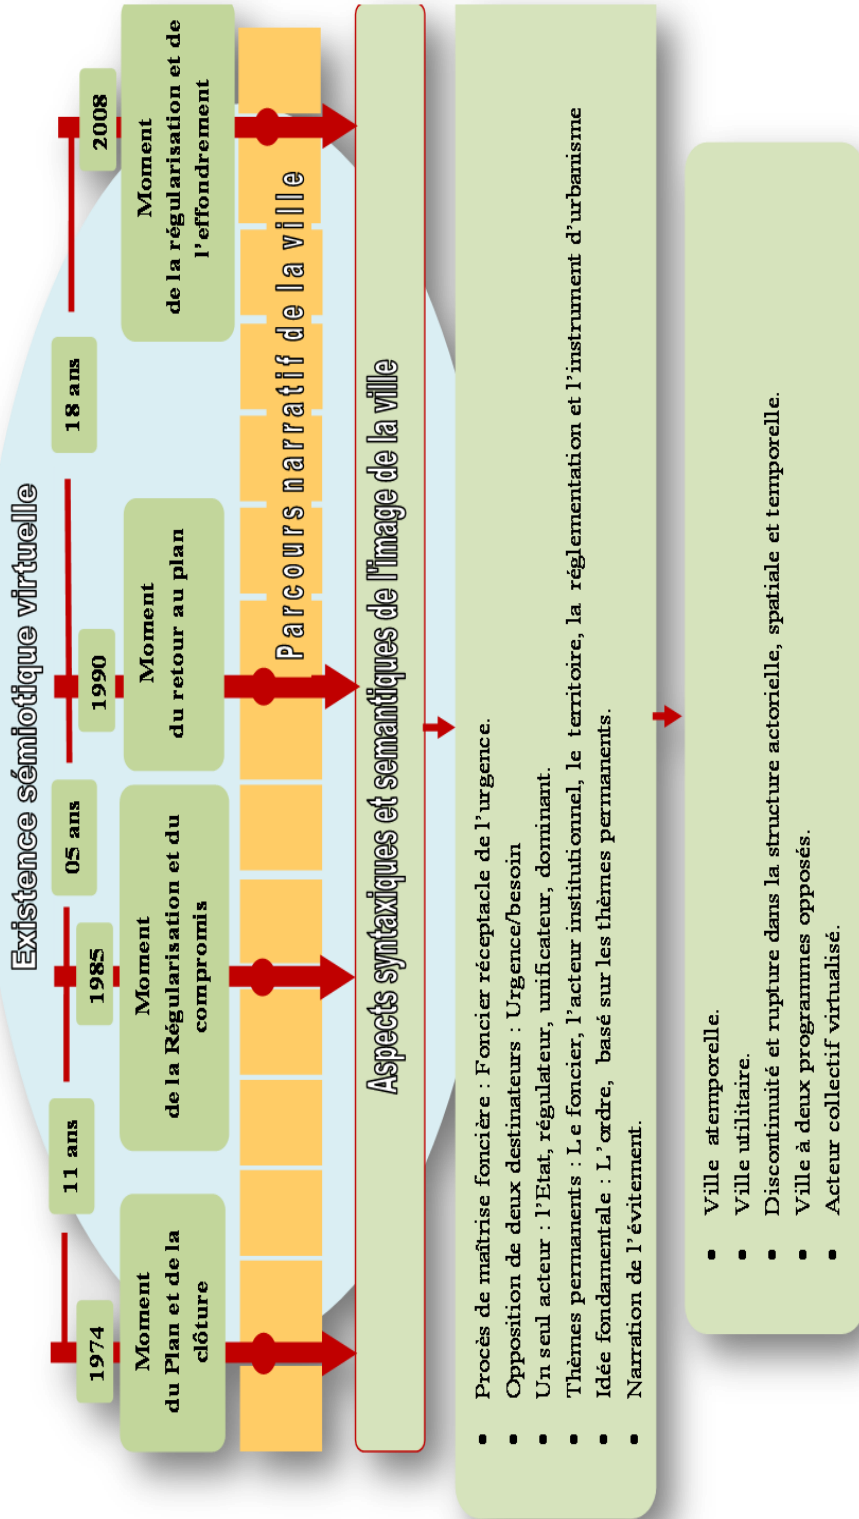 Existence sémiotique virtuelle
11 ans
05 ans
18 ans
1974
1985
1990
2008
Moment
du Plan et de la
clôture
Moment
de la Régularisation et du
compromis
Moment
du retour au plan
Moment
de la régularisation et de
l'effondrement
Parcours narratif de la ville
Aspects syntaxiques et semantiques de l'image de la ville
• Procès de maîtrise foncière : Foncier réceptacle de l'urgence.
• Opposition de deux destinateurs : Urgence/besoin
• Un seul acteur : l'Etat, régulateur, unificateur, dominant.
• Thèmes permanents : Le foncier, l'acteur institutionnel, le territoire, la réglementation et l'instrument d'urbanisme
• Idée fondamentale : L'ordre, basé sur les thèmes permanents.
• Narration de l'évitement.
• Ville atemporelle.
• Ville utilitaire.
• Discontinuité et rupture dans la structure actorielle, spatiale et temporelle.
• Ville à deux programmes opposés.
• Acteur collectif virtualisé.